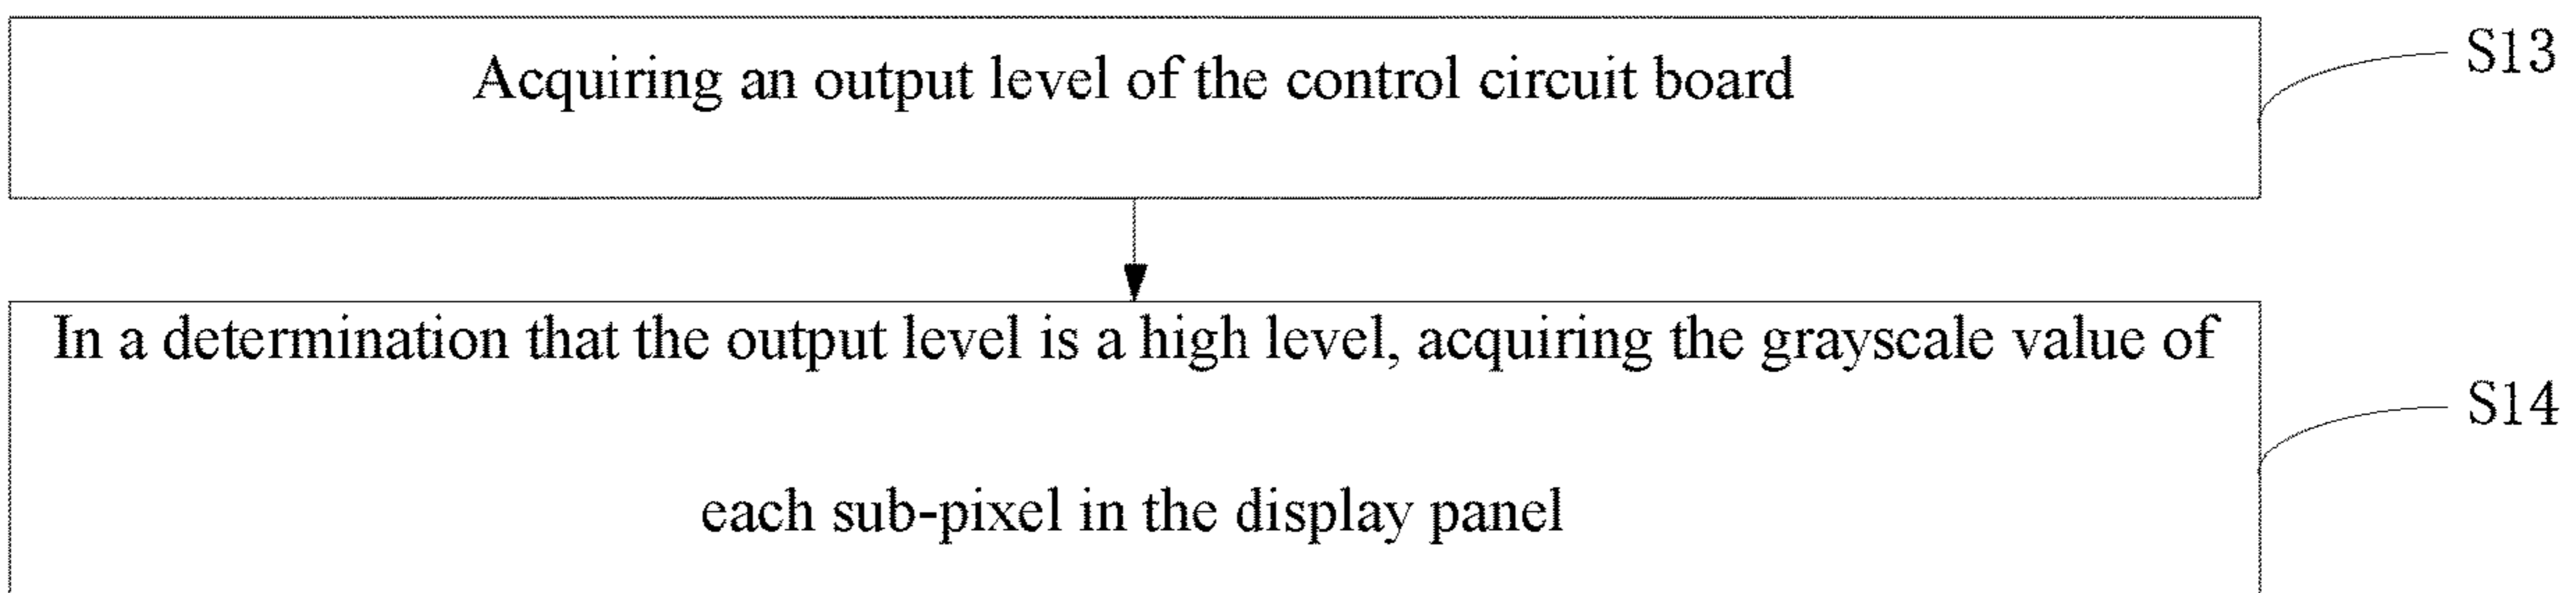 Acquiring an output level of the control circuit board
S13
In a determination that the output level is a high level, acquiring the grayscale value of
each sub-pixel in the display panel
S14